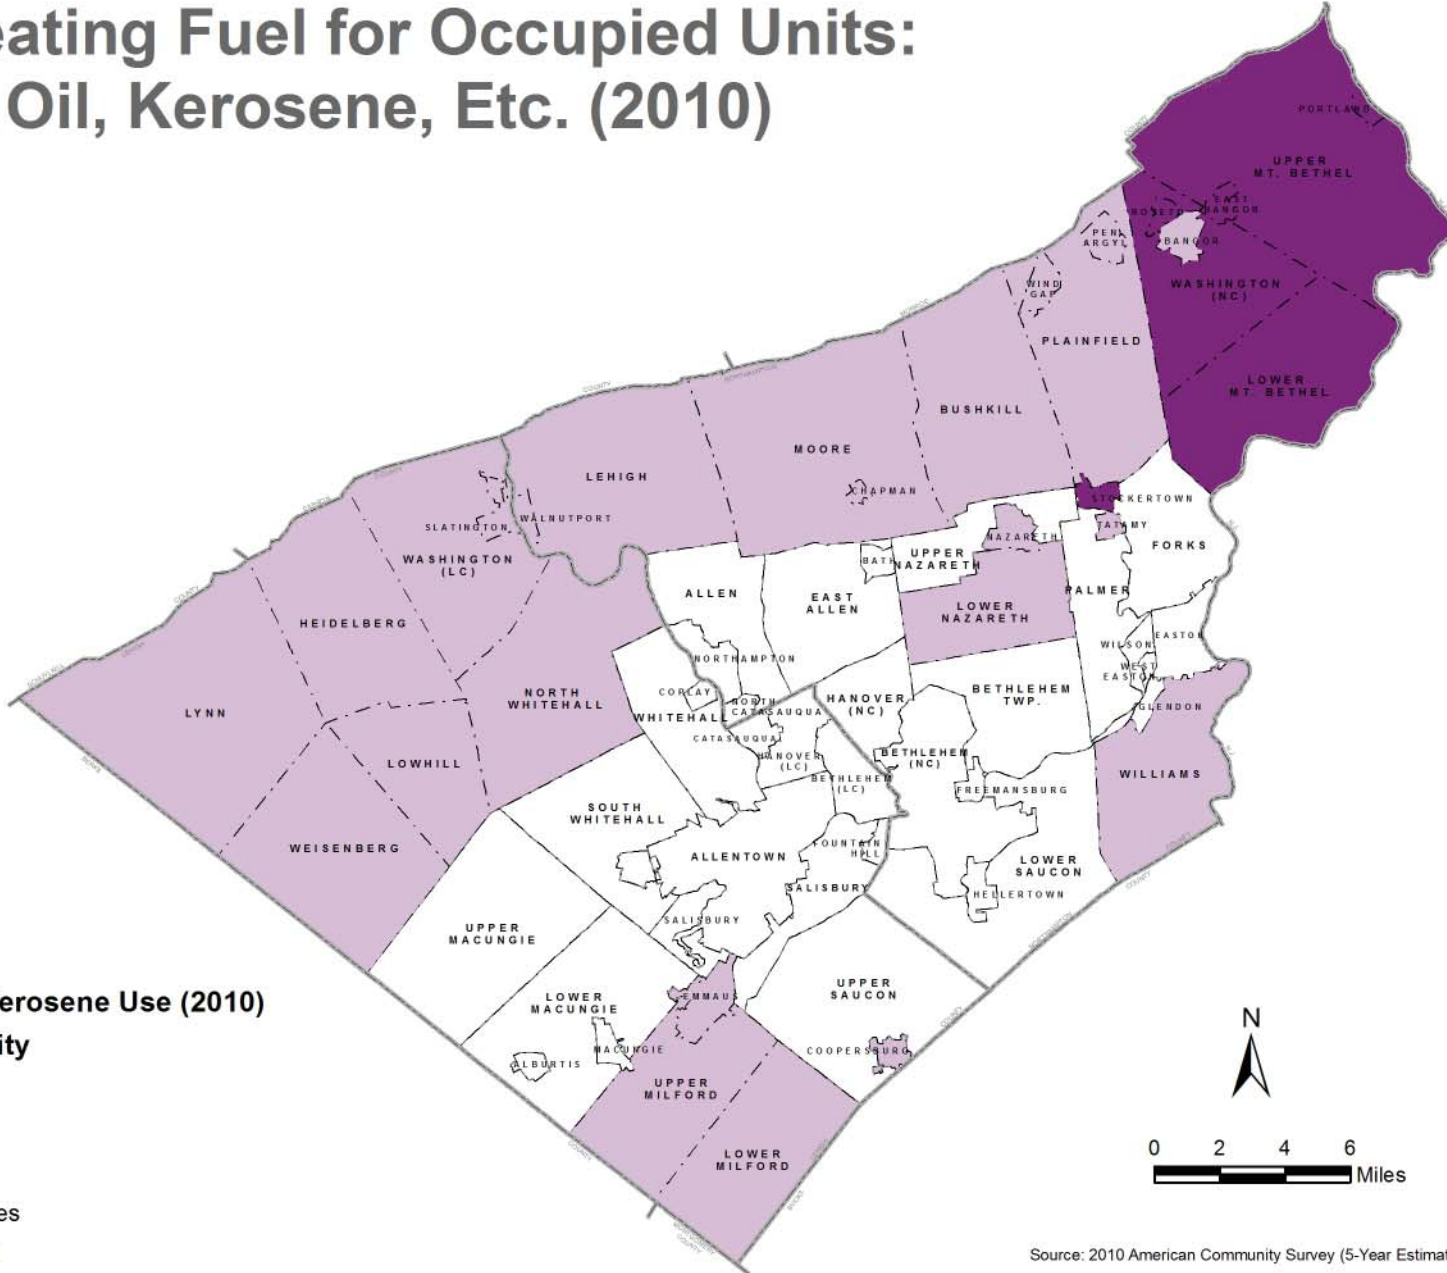 eating Fuel for Occupied Units:
Oil, Kerosene, Etc. (2010)
PORTLAND
UPPER
MT. BETHEL
EAST
BANGOR
ROSETO
BANGOR
PEN
ARGYL
WASHINGTON
(NC)
WIND
GAP
PLAINFIELD
LOWER
MT. BETHEL
BUSHKILL
MOORE
LEHIGH
CHAPMAN
STOCKERTOWN
WALNUTPORT
SLATINGTON
TATAMY
NAZARETH
FORKS
WASHINGTON
(LC)
BATH
UPPER
NAZARETH
ALLEN
EAST
ALLEN
PALMER
LOWER
NAZARETH
HEIDELBERG
EASTON
WILSON
WEST
EASTON
NORTHAMPTON
COPLAY
NORTH
WHITEHALL
BETHLEHEM
TWP.
HANOVER
(NC)
NORTH
CATASAUQUA
GLENDON
LYNN
WHITEHALL
CATASAUQUA
HANOVER
(LC)
BETHLEHEM
(NC)
LOWHILL
BETHLEHEM
(LC)
WILLIAMS
FREEMANSBURG
SOUTH
WHITEHALL
WEISENBERG
FOUNTAIN
HILL
ALLENTOWN
LOWER
SAUCON
SALISBURY
HELLERTOWN
SALISBURY
UPPER
MACUNGIE
UPPER
SAUCON
EMMAUS
LOWER
MACUNGIE
erosene Use (2010)
ity
MACUNGIE
COOPERSBURG
ALBURTIS
UPPER
MILFORD
LOWER
MILFORD
N
0 2 4 6
Miles
es
Source: 2010 American Community Survey (5-Year Estimat